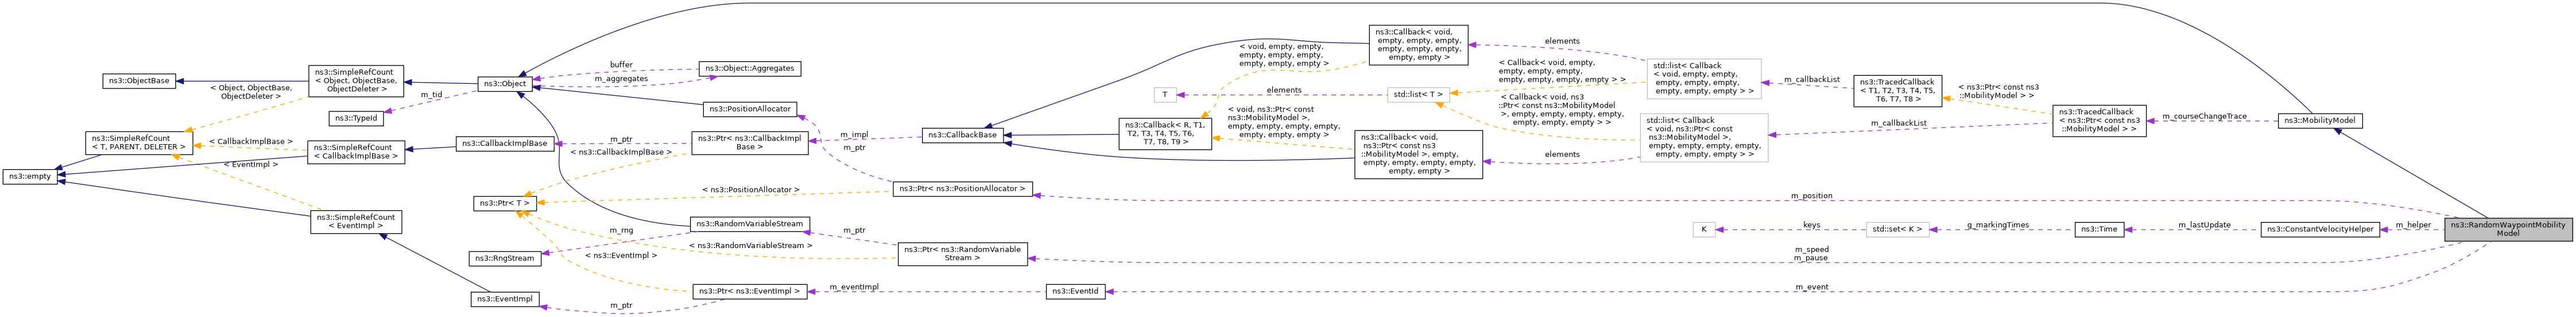 ns3::Callback< void,
empty, empty, empty,
empty, empty, empty,
empty, empty >
elements
< void, empty, empty,
empty, empty, empty,
empty, empty, empty >
std::list< Callback
< void, empty, empty,
empty, empty, empty,
empty, empty, empty > >
< Callback< void, empty,
empty, empty, empty,
empty, empty, empty, empty > >
m_callbackList
ns3::TracedCallback
< T1, T2, T3, T4, T5,
T6, T7, T8 >
< ns3::Ptr< const ns3
::MobilityModel > >
ns3::ObjectBase
ns3::SimpleRefCount
< Object, ObjectBase,
ObjectDeleter >
ns3::Object
buffer
m_aggregates
ns3::Object::Aggregates
< Object, ObjectBase,
ObjectDeleter >
m_tid
ns3::TypeId
ns3::PositionAllocator
T
elements
std::list< T >
< Callback< void, ns3
::Ptr< const ns3::MobilityModel
>, empty, empty, empty,
empty, empty, empty > >
ns3::TracedCallback
< ns3::Ptr< const ns3
::MobilityModel > >
m_courseChangeTrace
ns3::MobilityModel
< void, ns3::Ptr< const
ns3::MobilityModel >,
empty, empty, empty, empty,
empty, empty, empty >
ns3::Callback< R, T1,
T2, T3, T4, T5, T6,
T7, T8, T9 >
std::list< Callback
< void, ns3::Ptr< const
ns3::MobilityModel >,
empty, empty, empty, empty,
empty, empty, empty > >
m_callbackList
ns3::SimpleRefCount
< T, PARENT, DELETER >
< CallbackImplBase >
ns3::SimpleRefCount
< CallbackImplBase >
ns3::CallbackImplBase
m_ptr
ns3::Ptr< CallbackImpl
Base >
m_impl
m_ptr
ns3::CallbackBase
ns3::Callback< void,
ns3::Ptr< const ns3
::MobilityModel >, empty,
empty, empty, empty, empty,
empty, empty >
elements
< ns3::CallbackImplBase >
< EventImpl >
ns3::empty
ns3::Ptr< T >
< ns3::PositionAllocator >
ns3::Ptr< ns3::PositionAllocator >
m_position
ns3::SimpleRefCount
< EventImpl >
ns3::RandomVariableStream
m_rng
m_ptr
K
keys
std::set< K >
g_markingTimes
ns3::Time
m_lastUpdate
ns3::ConstantVelocityHelper
m_helper
ns3::RandomWaypointMobility
Model
< ns3::RandomVariableStream >
ns3::Ptr< ns3::RandomVariable
Stream >
m_speed
m_pause
ns3::RngStream
< ns3::EventImpl >
ns3::EventImpl
m_ptr
ns3::Ptr< ns3::EventImpl >
m_eventImpl
ns3::EventId
m_event